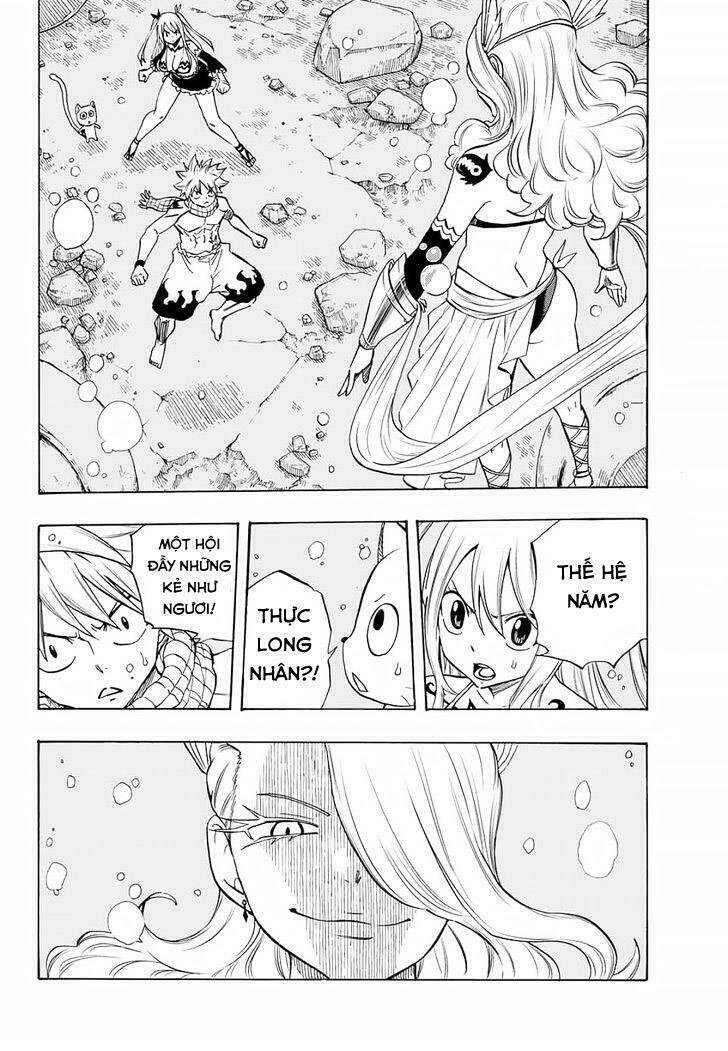 THẾ HỆ
NĂM?
THỰC
LONG
NHÂN?!
MỘT HỘI
ĐẦY NHỮNG
KẺ NHƯ
NGƯƠI!